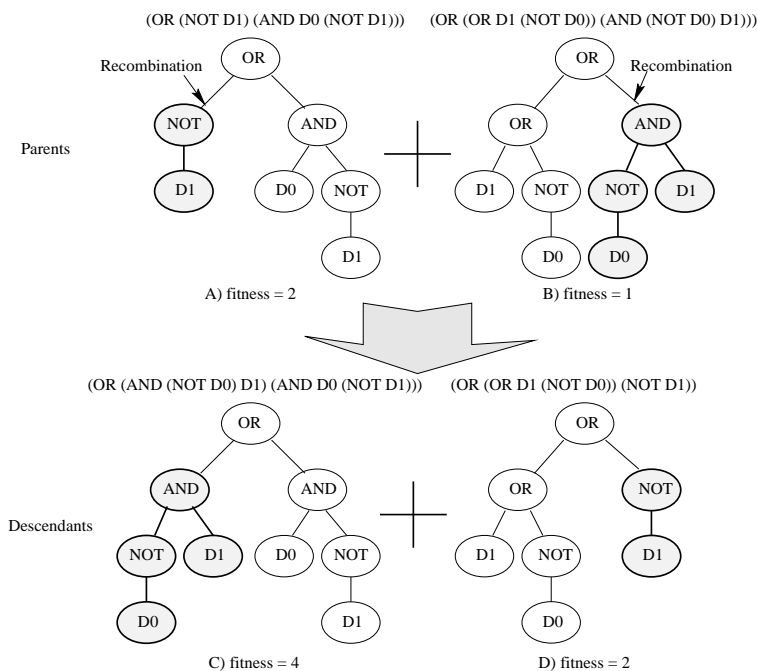 (OR (NOT D1) (AND D0 (NOT D1))) (OR (OR D1 (NOT D0)) (AND (NOT D0) D1)))
OR OR
Recombination Recombination
NOT AND OR AND
Parents
D1 D0 NOT D1 NOT NOT D1
D1 D0 D0
A) fitness = 2 B) fitness = 1
(OR (AND (NOT D0) D1) (AND D0 (NOT D1))) (OR (OR D1 (NOT D0)) (NOT D1))
OR OR
AND AND OR NOT
Descendants
NOT D1 D0 NOT D1 NOT D1
D0 D1 D0
C) fitness = 4 D) fitness = 2